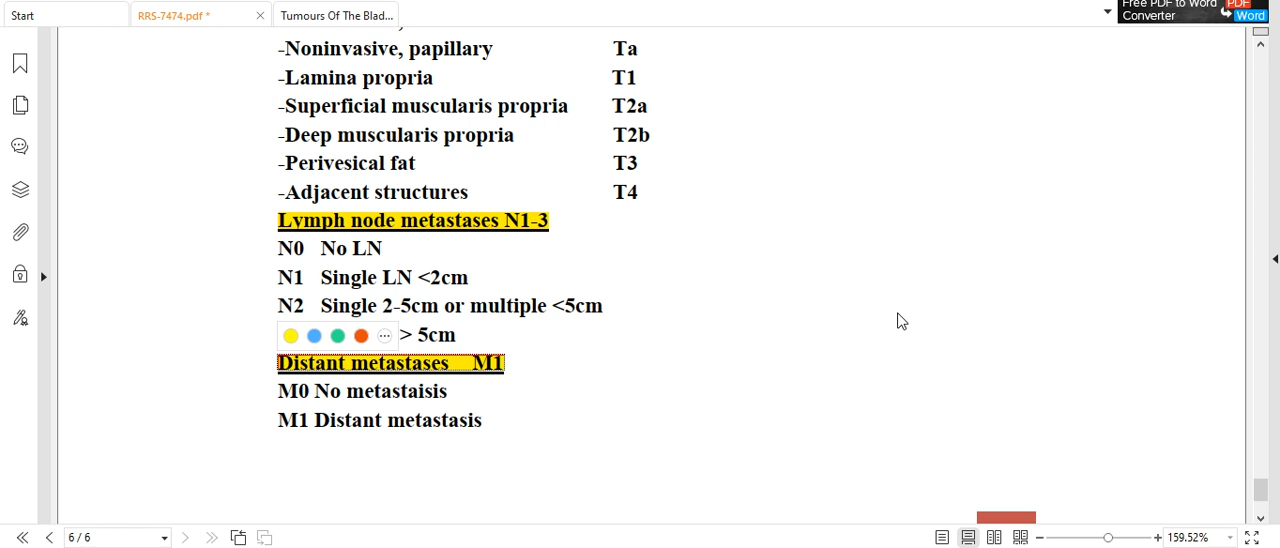 Start
RRS-7474.pdf *
Tumours Of The Blad...
Free PDF to Word
Converter
PDF
Word
-Noninvasive, papillary Ta
-Lamina propria T1
-Superficial muscularis propria T2a
-Deep muscularis propria T2b
-Perivesical fat T3
-Adjacent structures T4
Lymph node metastases N1-3
N0 No LN
N1 Single LN <2cm
N2 Single 2-5cm or multiple <5cm
> 5cm
Distant metastases M1
M0 No metastaisis
M1 Distant metastasis
6 / 6
159.52%